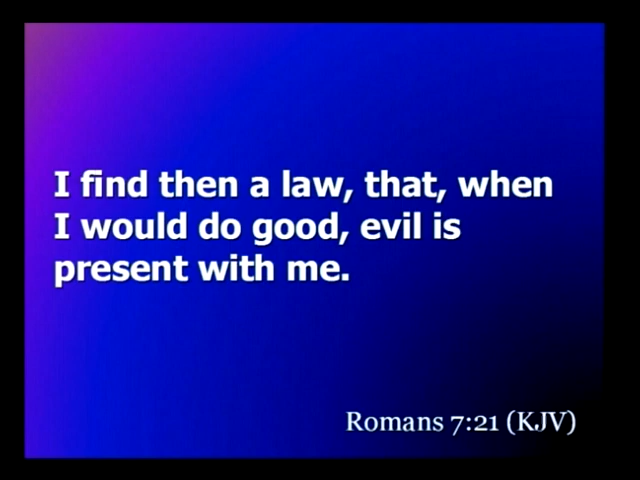 I find then a law, that, when
I would do good, evil is
present with me.
Romans 7:21 (KJV)